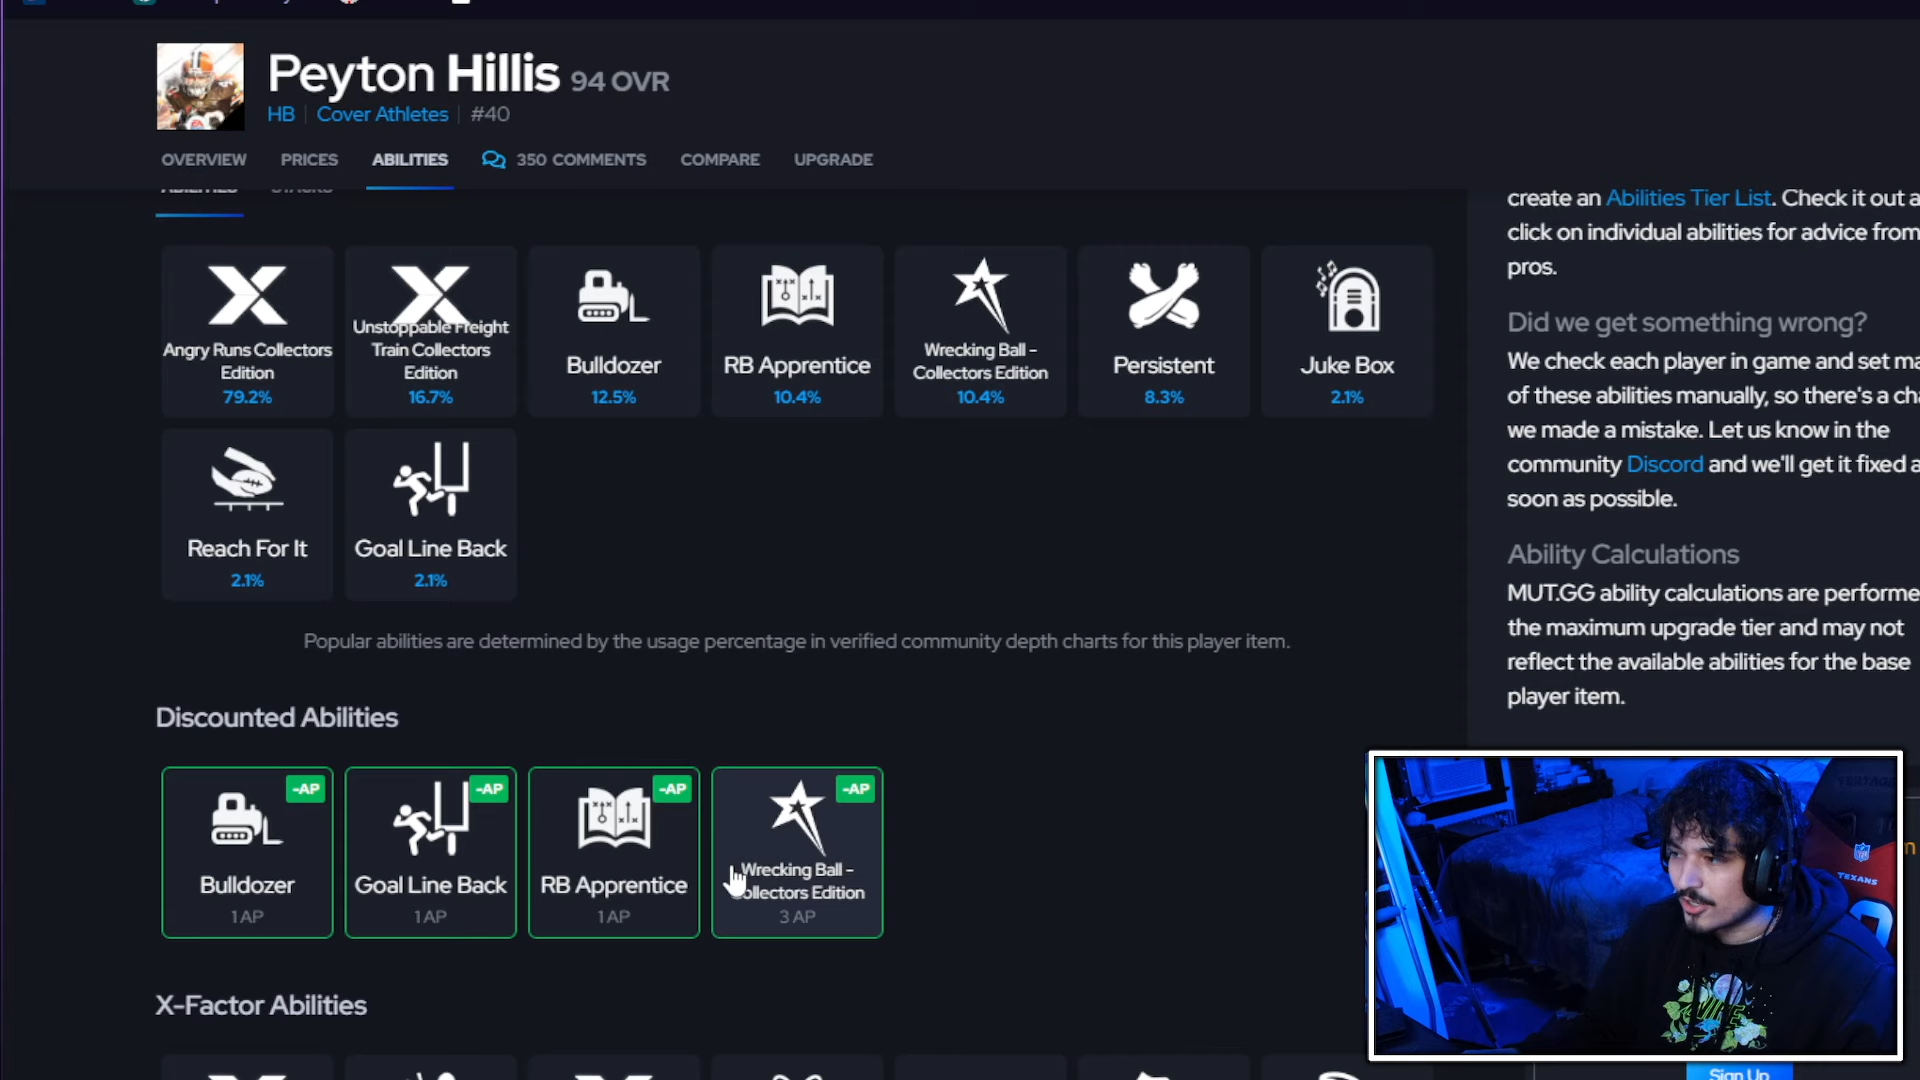 Peyton Hillis 94 OVR
HB | Cover Athletes | #40
OVERVIEW PRICES ABILITIES 350 COMMENTS COMPARE UPGRADE
ABILITIES STACKS
Angry Runs Collectors
Edition
79.2%
Unstoppable Freight
Train Collectors
Edition
16.7%
Bulldozer
12.5%
RB Apprentice
10.4%
Wrecking Ball -
Collectors Edition
10.4%
Persistent
8.3%
Juke Box
2.1%
Reach For It
2.1%
Goal Line Back
2.1%
Popular abilities are determined by the usage percentage in verified community depth charts for this player item.
Discounted Abilities
-AP
Bulldozer
1 AP
-AP
Goal Line Back
1 AP
-AP
RB Apprentice
1 AP
-AP
Wrecking Ball -
Collectors Edition
3 AP
X-Factor Abilities
create an Abilities Tier List. Check it out a
click on individual abilities for advice from
pros.
Did we get something wrong?
We check each player in game and set ma
of these abilities manually, so there's a cha
we made a mistake. Let us know in the
community Discord and we'll get it fixed a
soon as possible.
Ability Calculations
MUT.GG ability calculations are performe
the maximum upgrade tier and may not
reflect the available abilities for the base
player item.
NFL
TEXANS
NIKE
Sign Up